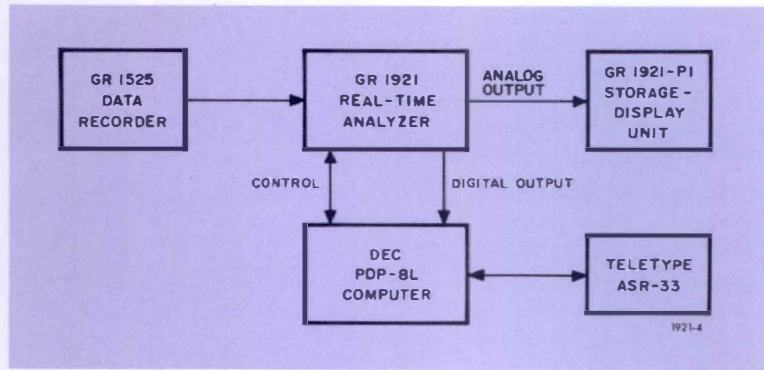 GR 1525
DATA
RECORDER
GR 1921
REAL-TIME
ANALYZER
ANALOG
OUTPUT
GR 1921-P1
STORAGE-
DISPLAY
UNIT
CONTROL
DIGITAL OUTPUT
DEC
PDP-8L
COMPUTER
TELETYPE
ASR-33
1921-4